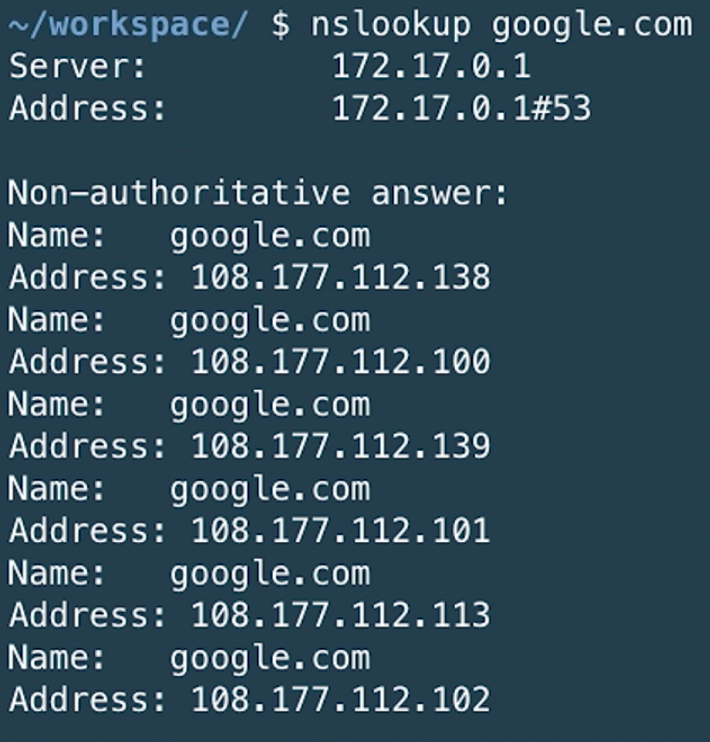 ~/workspace/ $ nslookup google.com
Server: 172.17.0.1
Address: 172.17.0.1#53
Non-authoritative answer:
Name: google.com
Address: 108.177.112.138
Name: google.com
Address: 108.177.112.100
Name: google.com
Address: 108.177.112.139
Name: google.com
Address: 108.177.112.101
Name: google.com
Address: 108.177.112.113
Name: google.com
Address: 108.177.112.102